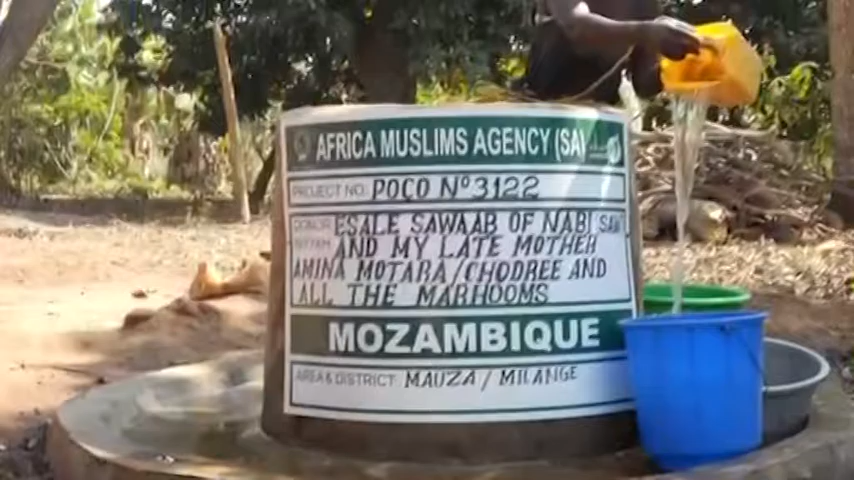 AFRICA MUSLIMS AGENCY (SA)
PROJECT NO. POÇO Nº3122
DONOR ESALE SAWAAB OF NABI SAW
AND MY LATE MOTHER
AMINA MOTARA/CHODREE AND
ALL THE MARHOOMS
MOZAMBIQUE
AREA & DISTRICT MAUZA / MILANGE